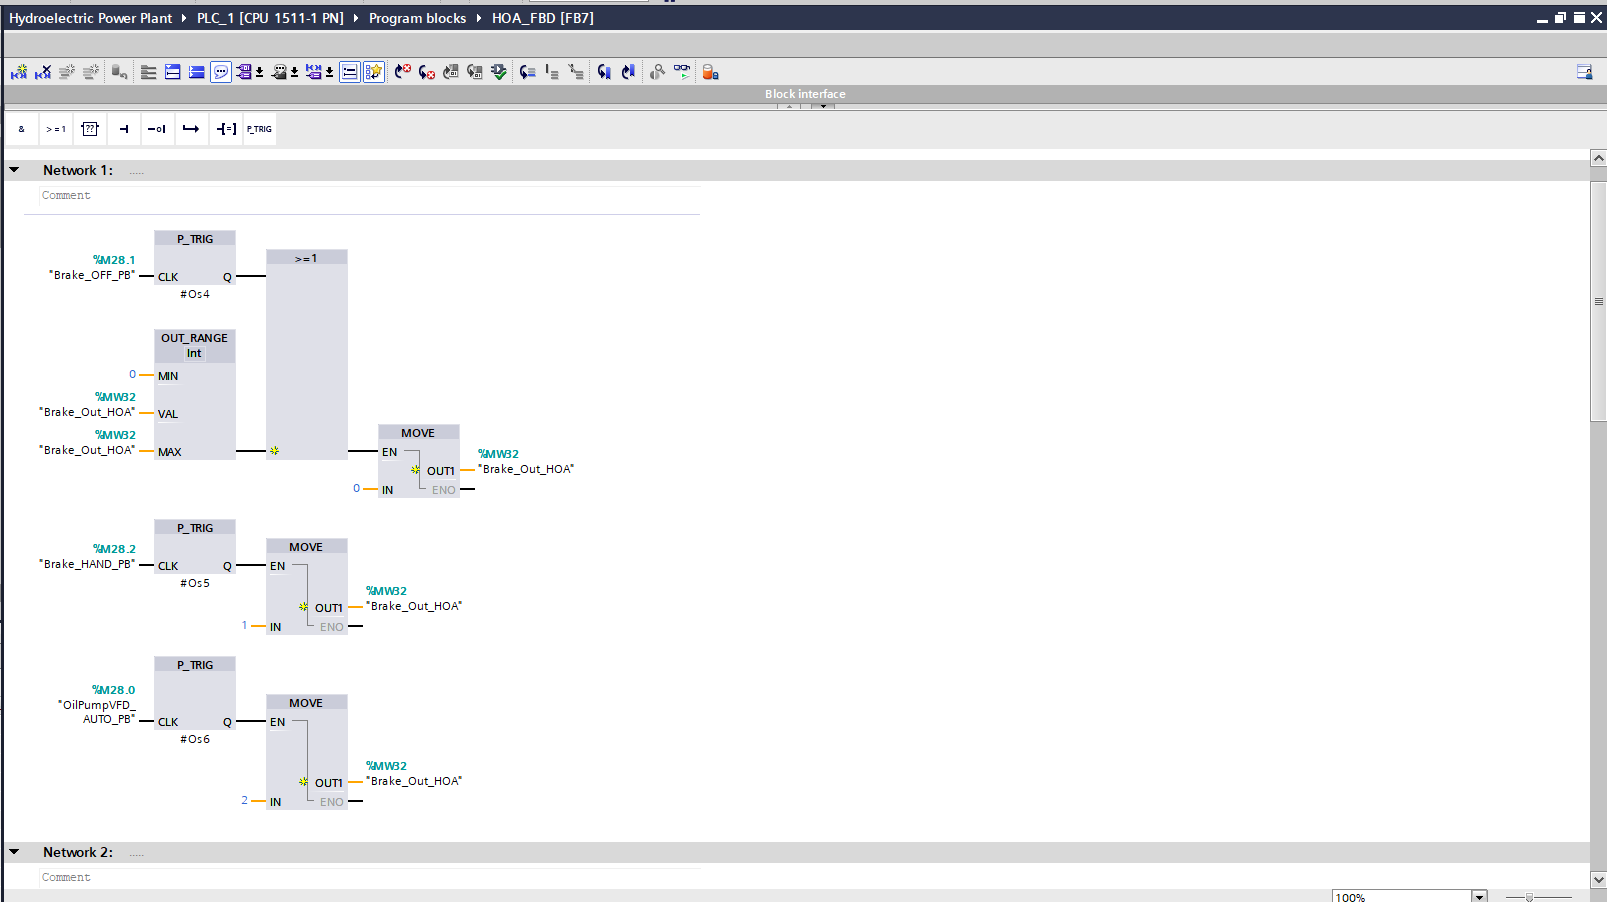 Hydroelectric Power Plant ▸ PLC_1 [CPU 1511-1 PN] ▸ Program blocks ▸ HOA_FBD [FB7]
Block interface
& >=1 ?? -o| -[=] P_TRIG
Network 1: .....
Comment
P_TRIG
%M28.1
"Brake_OFF_PB"
CLK Q
#Os4
>=1
OUT_RANGE
Int
0 MIN
%MW32
"Brake_Out_HOA" VAL
%MW32
"Brake_Out_HOA" MAX
MOVE
EN
%MW32
OUT1 "Brake_Out_HOA"
0 IN ENO
P_TRIG
%M28.2
"Brake_HAND_PB"
CLK Q
#Os5
MOVE
EN
%MW32
OUT1 "Brake_Out_HOA"
1 IN ENO
P_TRIG
%M28.0
"OilPumpVFD_
AUTO_PB"
CLK Q
#Os6
MOVE
EN
%MW32
OUT1 "Brake_Out_HOA"
2 IN ENO
Network 2: .....
Comment
100%